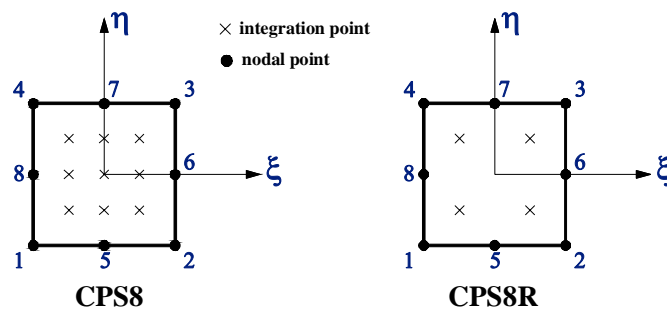 η
× integration point
● nodal point
η
4 7 3
4 7 3
8 6 ξ
8 6 ξ
1 5 2
1 5 2
CPS8
CPS8R